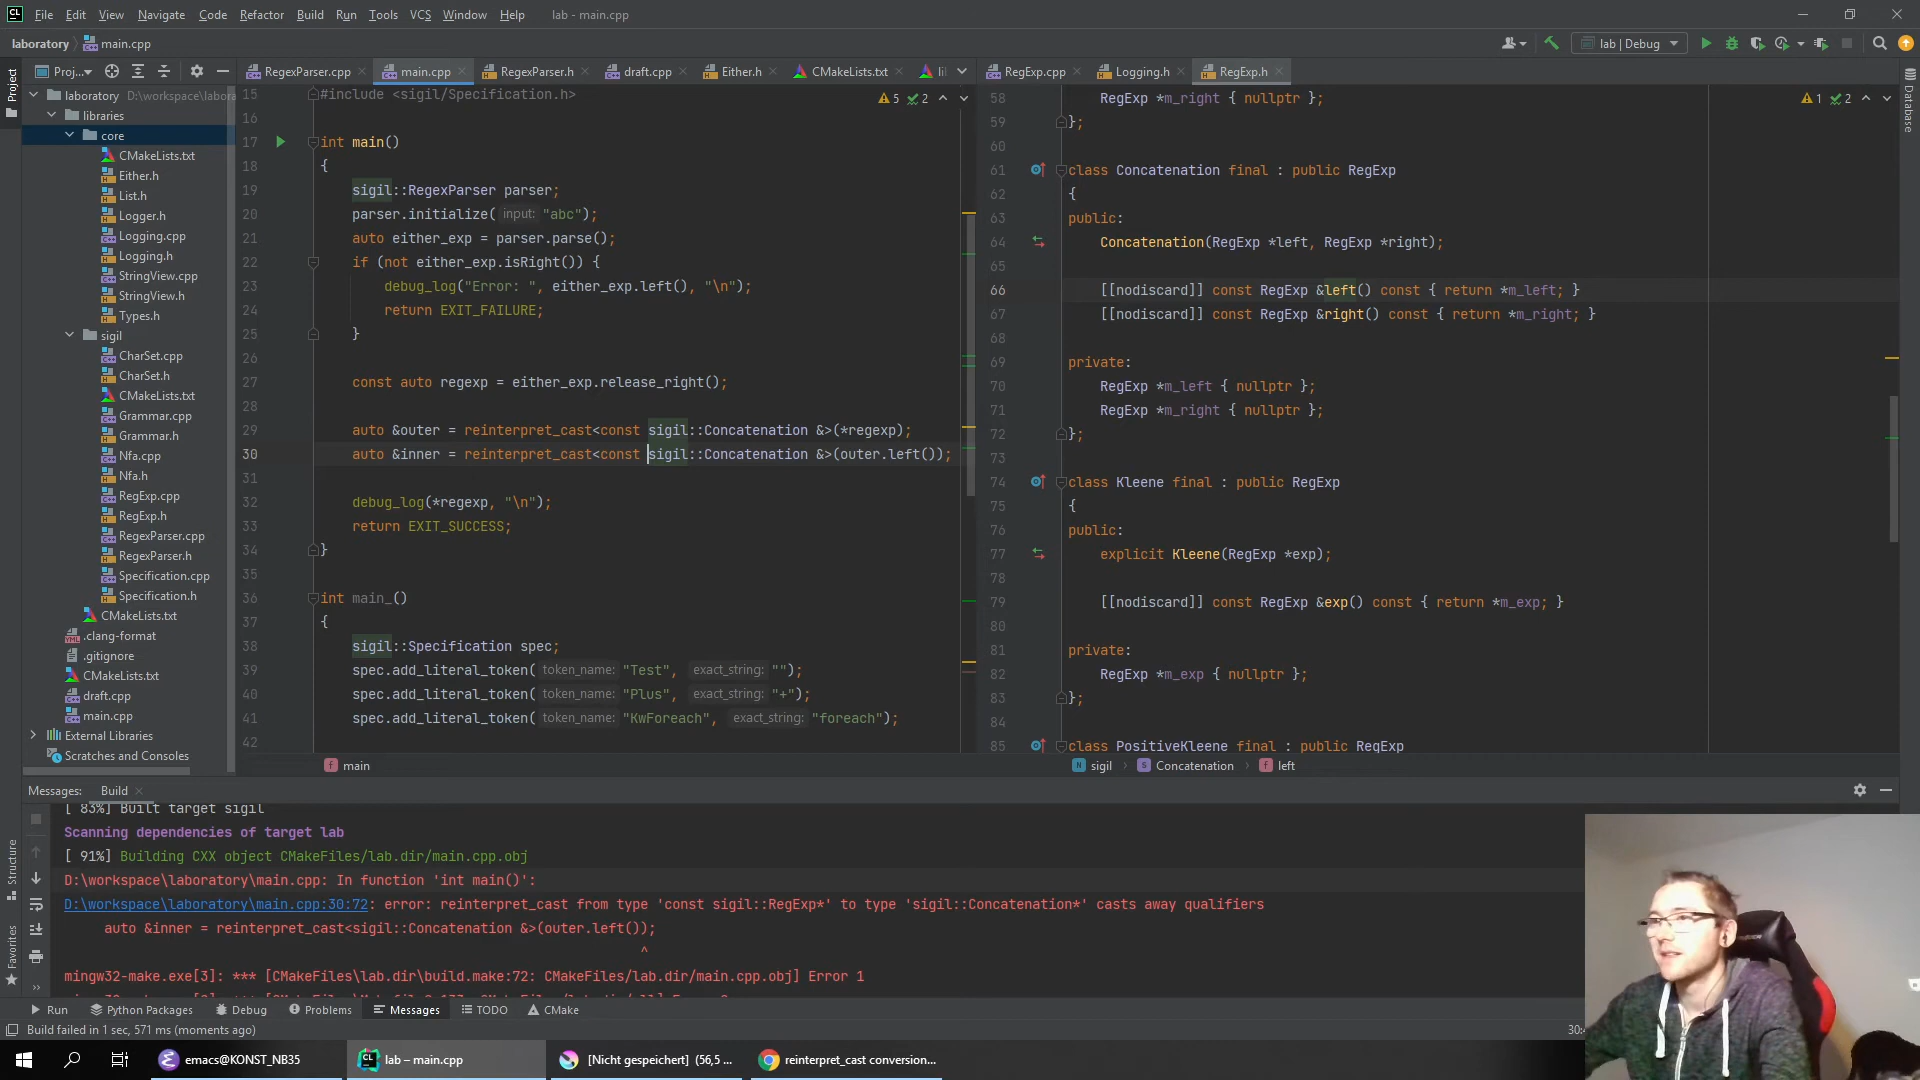 File Edit View Navigate Code Refactor Build Run Tools VCS Window Help lab - main.cpp
laboratory main.cpp lab | Debug
Project Proj... RegexParser.cpp main.cpp RegexParser.h draft.cpp Either.h CMakeLists.txt li RegExp.cpp Logging.h RegExp.h Database
laboratory D:\workspace\labora
libraries
core
CMakeLists.txt
Either.h
List.h
Logger.h
Logging.cpp
Logging.h
StringView.cpp
StringView.h
Types.h
sigil
CharSet.cpp
CharSet.h
CMakeLists.txt
Grammar.cpp
Grammar.h
Nfa.cpp
Nfa.h
RegExp.cpp
RegExp.h
RegexParser.cpp
RegexParser.h
Specification.cpp
Specification.h
CMakeLists.txt
.clang-format
.gitignore
CMakeLists.txt
draft.cpp
main.cpp
External Libraries
Scratches and Consoles
5 2
15 #include <sigil/Specification.h>
16
17 int main()
18 {
19 sigil::RegexParser parser;
20 parser.initialize( input: "abc");
21 auto either_exp = parser.parse();
22 if (not either_exp.isRight()) {
23 debug_log("Error: ", either_exp.left(), "\n");
24 return EXIT_FAILURE;
25 }
26
27 const auto regexp = either_exp.release_right();
28
29 auto &outer = reinterpret_cast<const sigil::Concatenation &>(*regexp);
30 auto &inner = reinterpret_cast<const sigil::Concatenation &>(outer.left());
31
32 debug_log(*regexp, "\n");
33 return EXIT_SUCCESS;
34 }
35
36 int main_()
37 {
38 sigil::Specification spec;
39 spec.add_literal_token( token_name: "Test", exact_string: "");
40 spec.add_literal_token( token_name: "Plus", exact_string: "+");
41 spec.add_literal_token( token_name: "KwForeach", exact_string: "foreach");
42
main
1 2
58 RegExp *m_right { nullptr };
59 };
60
61 class Concatenation final : public RegExp
62 {
63 public:
64 Concatenation(RegExp *left, RegExp *right);
65
66 [[nodiscard]] const RegExp &left() const { return *m_left; }
67 [[nodiscard]] const RegExp &right() const { return *m_right; }
68
69 private:
70 RegExp *m_left { nullptr };
71 RegExp *m_right { nullptr };
72 };
73
74 class Kleene final : public RegExp
75 {
76 public:
77 explicit Kleene(RegExp *exp);
78
79 [[nodiscard]] const RegExp &exp() const { return *m_exp; }
80
81 private:
82 RegExp *m_exp { nullptr };
83 };
84
85 class PositiveKleene final : public RegExp
sigil Concatenation left
Messages: Build
[ 83%] Built target sigil
Scanning dependencies of target lab
[ 91%] Building CXX object CMakeFiles/lab.dir/main.cpp.obj
D:\workspace\laboratory\main.cpp: In function 'int main()':
D:\workspace\laboratory\main.cpp:30:72: error: reinterpret_cast from type 'const sigil::RegExp*' to type 'sigil::Concatenation*' casts away qualifiers
auto &inner = reinterpret_cast<sigil::Concatenation &>(outer.left());
^
mingw32-make.exe[3]: *** [CMakeFiles\lab.dir\build.make:72: CMakeFiles/lab.dir/main.cpp.obj] Error 1
Structure
Favorites
Run Python Packages Debug Problems Messages TODO CMake
Build failed in 1 sec, 571 ms (moments ago)
emacs@KONST_NB35 lab – main.cpp [Nicht gespeichert] (56,5 ... reinterpret_cast conversion...